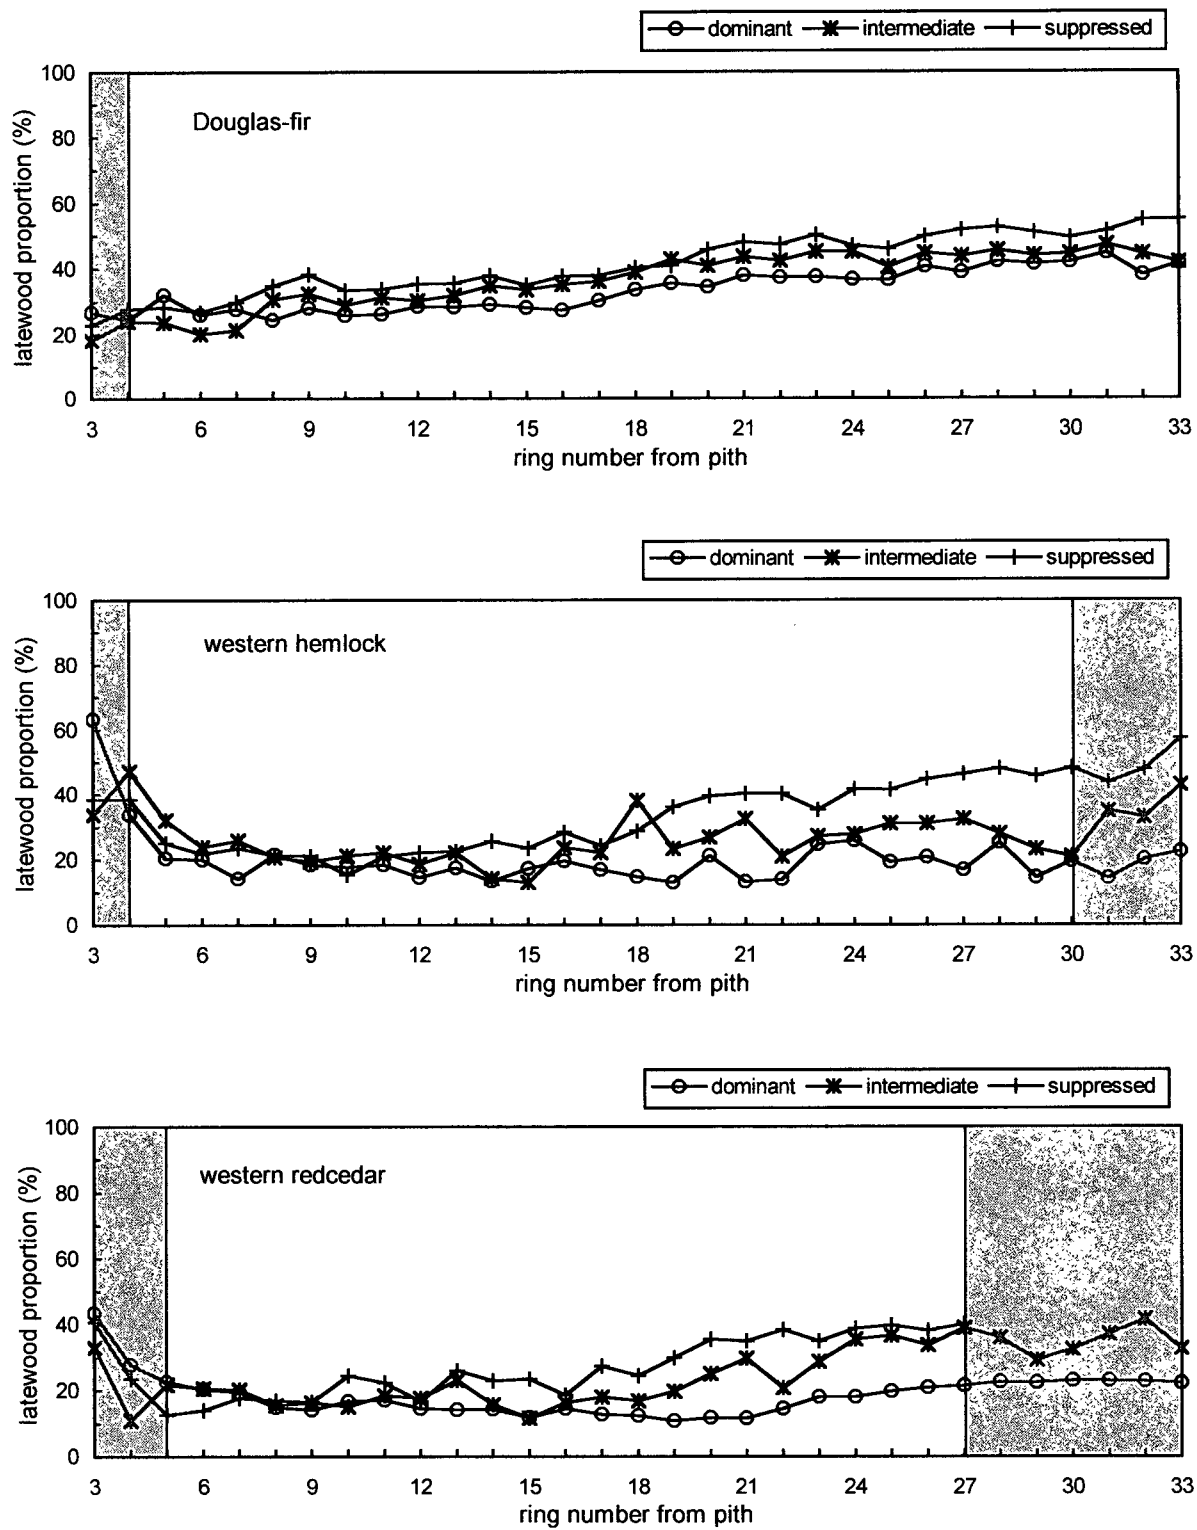 dominant intermediate suppressed
100
Douglas-fir
80
60
40
20
0
latewood proportion (%)
3 6 9 12 15 18 21 24 27 30 33
ring number from pith
dominant intermediate suppressed
100
western hemlock
80
60
40
20
0
latewood proportion (%)
3 6 9 12 15 18 21 24 27 30 33
ring number from pith
dominant intermediate suppressed
100
western redcedar
80
60
40
20
0
latewood proportion (%)
3 6 9 12 15 18 21 24 27 30 33
ring number from pith